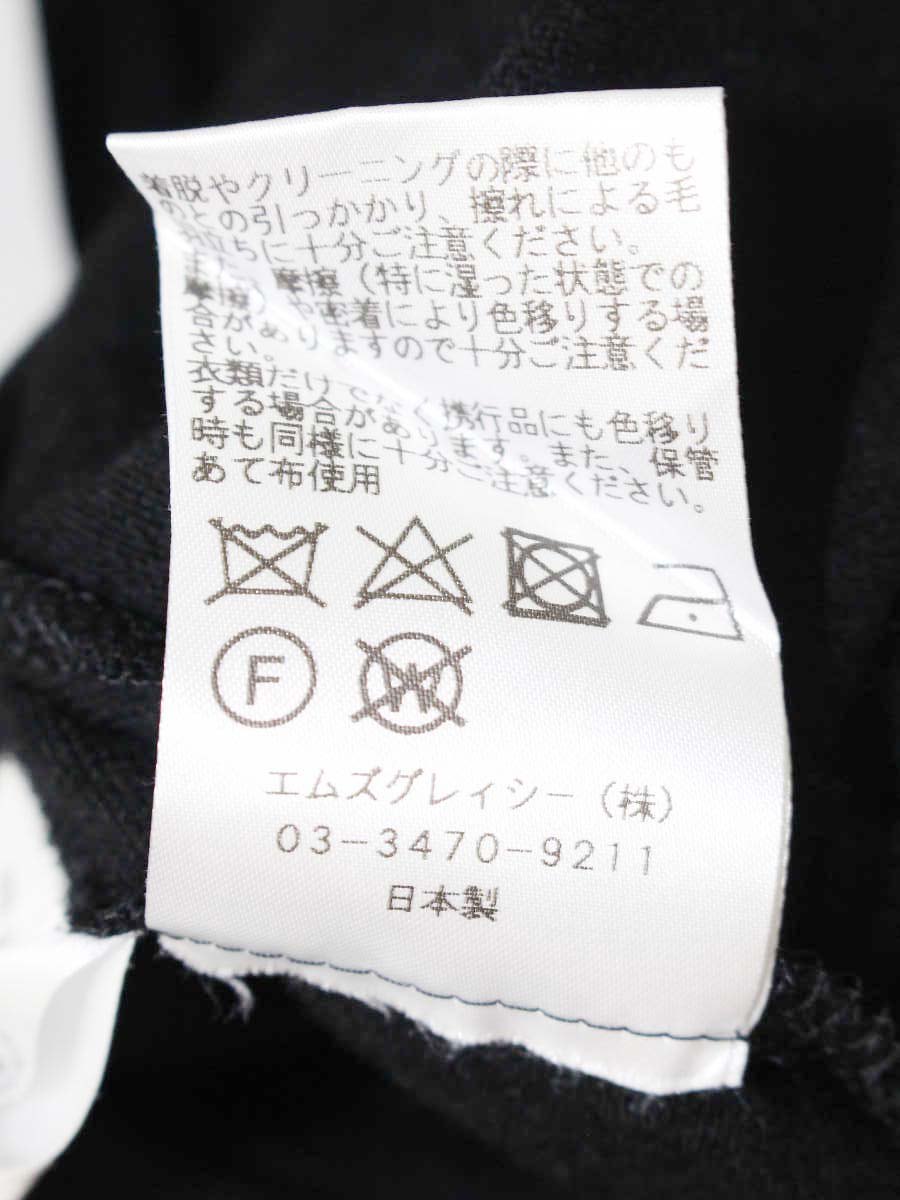 着脱やクリーニングの際に他のも
のとの引っかかり、擦れによる毛
羽立ちに十分ご注意ください。
また、摩擦(特に湿った状態での
摩擦)や密着により色移りする場
合がありますので十分ご注意くだ
さい。
衣類だけでなく携行品にも色移り
する場合があります。また、保管
時も同様に十分ご注意ください。
あて布使用
F
W
エムズグレイシー(株)
03-3470-9211
日本製